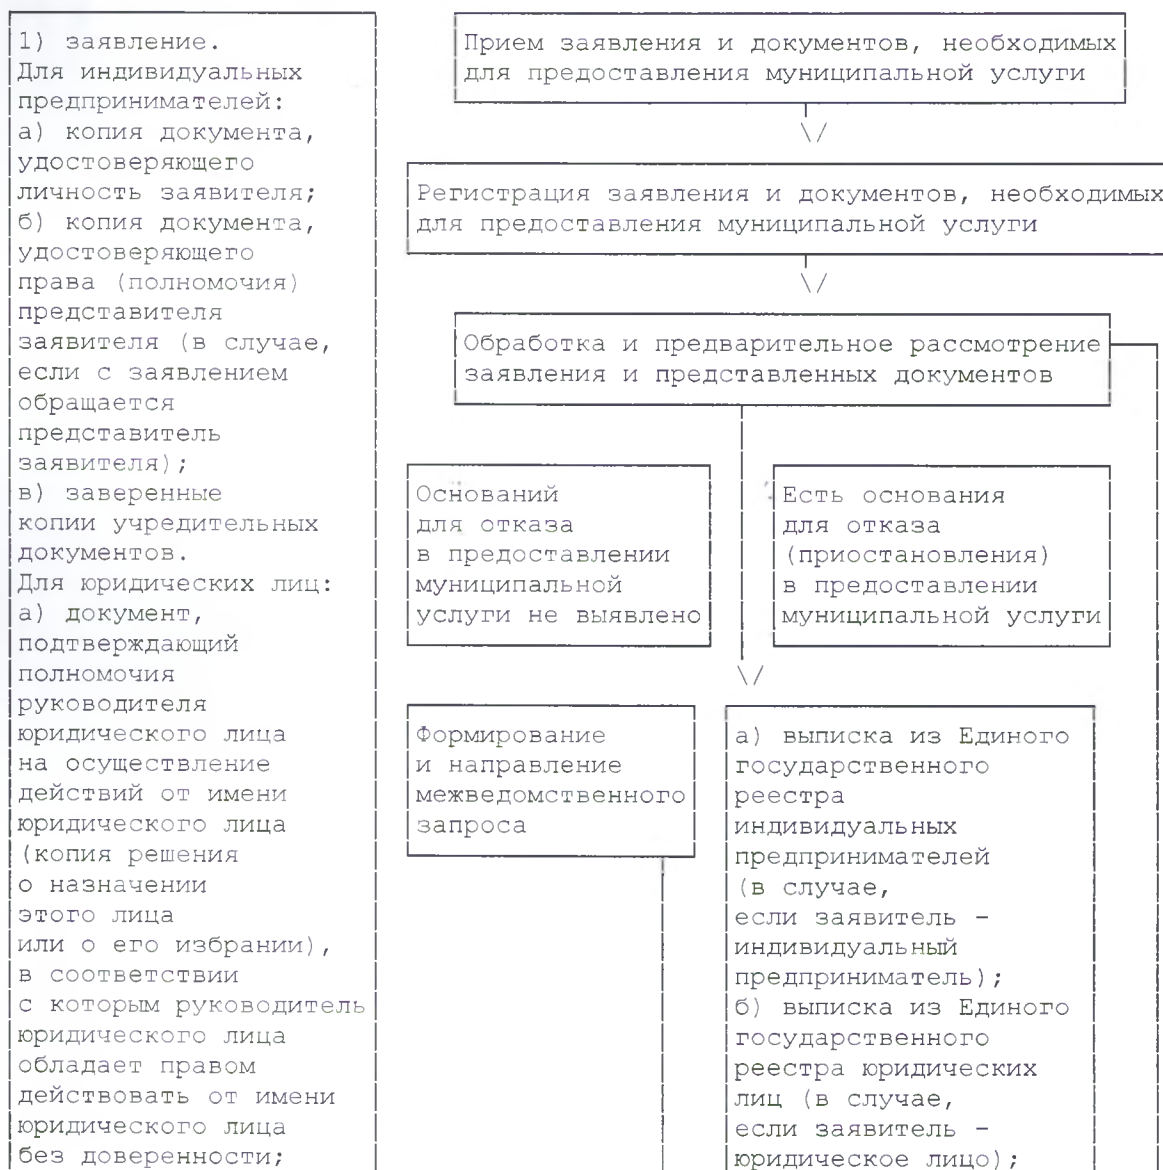 1) заявление.
Для индивидуальных
предпринимателей:
а) копия документа,
удостоверяющего
личность заявителя;
б) копия документа,
удостоверяющего
права (полномочия)
представителя
заявителя (в случае,
если с заявлением
обращается
представитель
заявителя);
в) заверенные
копии учредительных
документов.
Для юридических лиц:
а) документ,
подтверждающий
полномочия
руководителя
юридического лица
на осуществление
действий от имени
юридического лица
(копия решения
о назначении
этого лица
или о его избрании),
в соответствии
с которым руководитель
юридического лица
обладает правом
действовать от имени
юридического лица
без доверенности;
Прием заявления и документов, необходимых
для предоставления муниципальной услуги
Регистрация заявления и документов, необходимых
для предоставления муниципальной услуги
Обработка и предварительное рассмотрение
заявления и представленных документов
Оснований
для отказа
в предоставлении
муниципальной
услуги не выявлено
Есть основания
для отказа
(приостановления)
в предоставлении
муниципальной услуги
Формирование
и направление
межведомственного
запроса
а) выписка из Единого
государственного
реестра
индивидуальных
предпринимателей
(в случае,
если заявитель -
индивидуальный
предприниматель);
б) выписка из Единого
государственного
реестра юридических
лиц (в случае,
если заявитель -
юридическое лицо);